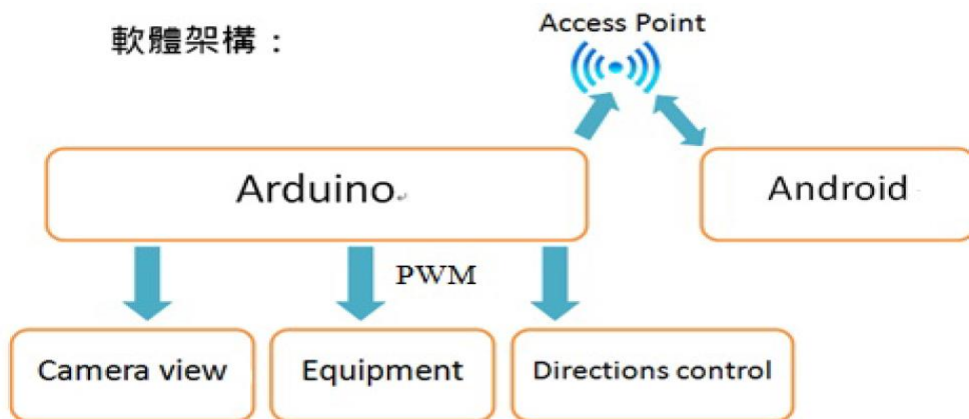 軟體架構：
Access Point
Arduino
Android
PWM
Camera view
Equipment
Directions control